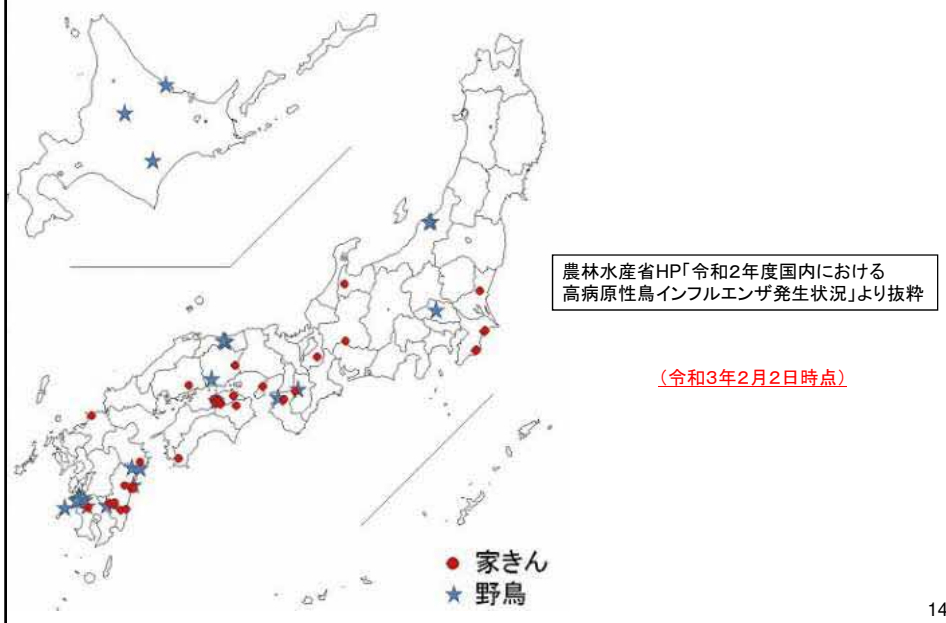 農林水産省HP「令和2年度国内における
高病原性鳥インフルエンザ発生状況」より抜粋
（令和3年2月2日時点）
家きん
野鳥
14